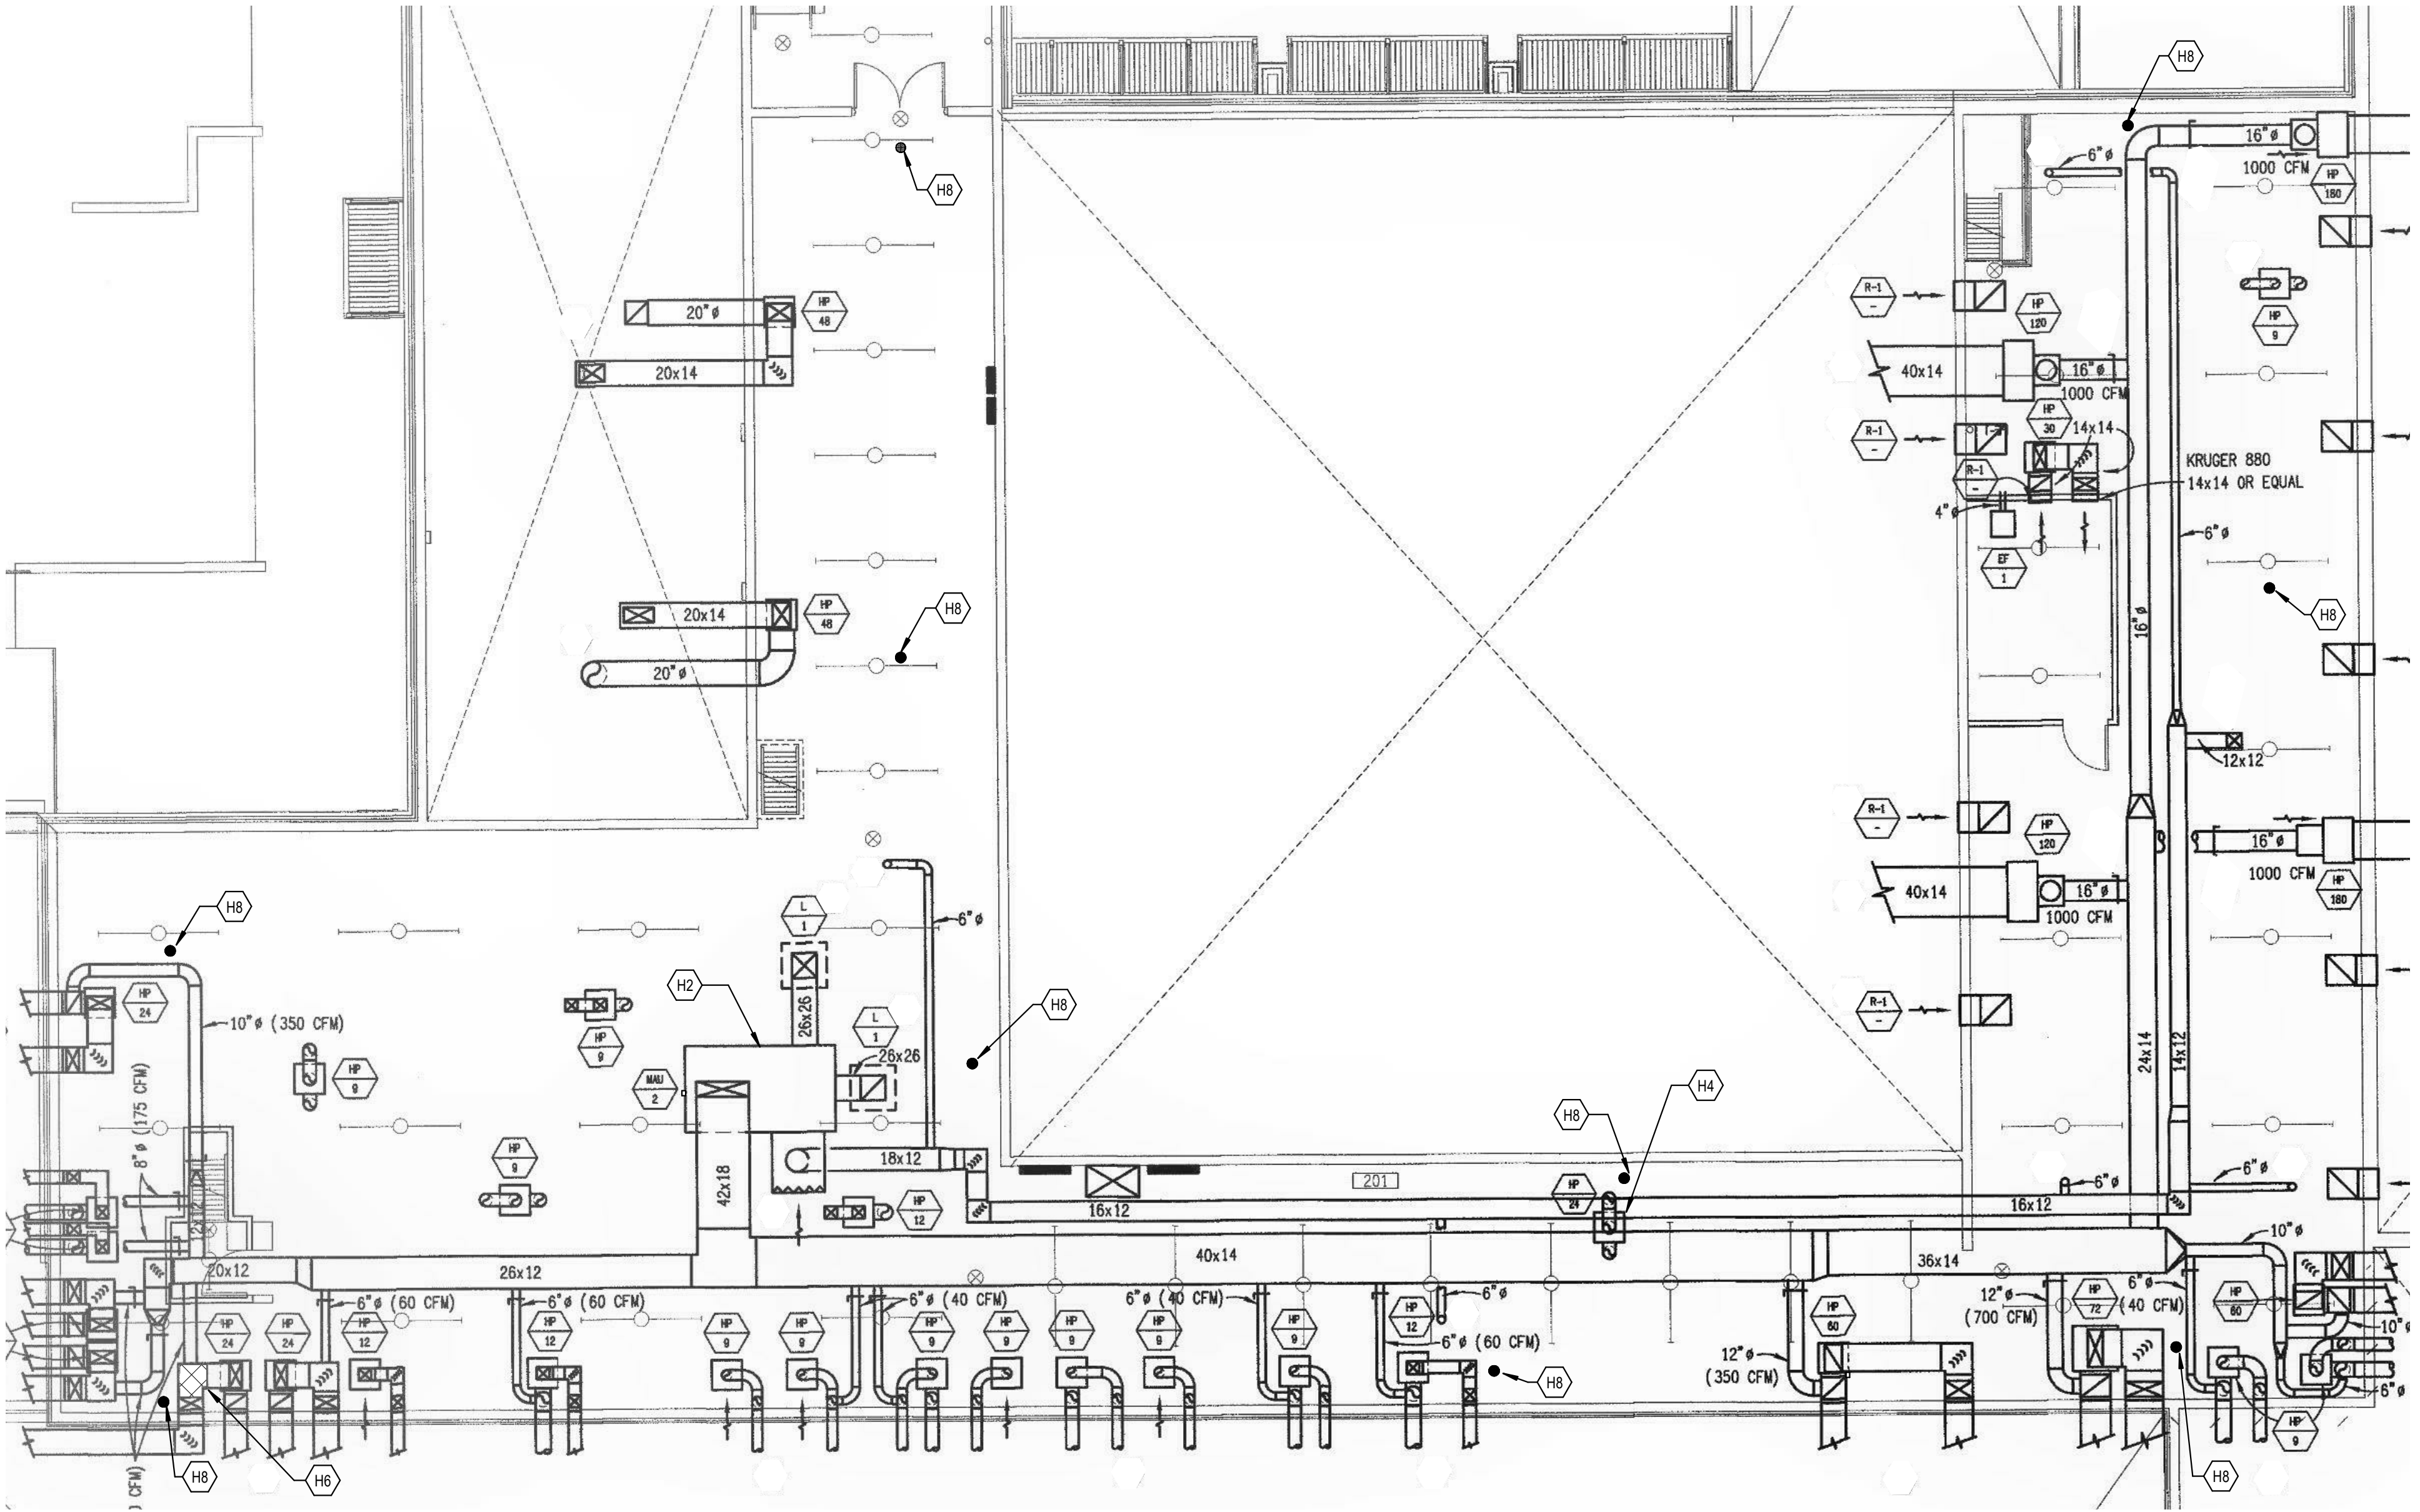 H8
16"ø
1000 CFM
HP
180
6"ø
H8
R-1
-
HP
120
HP
9
20"ø
HP
48
20x14
40x14
16"ø
1000 CFM
HP
30
14x14
R-1
-
R-1
-
KRUGER 880
14x14 OR EQUAL
4"ø
EF
1
6"ø
H8
H8
20x14
HP
48
20"ø
16"ø
12x12
R-1
-
HP
120
16"ø
1000 CFM
HP
180
40x14
16"ø
1000 CFM
H8
L
1
6"ø
H2
26x26
HP
24
10"ø (350 CFM)
HP
9
L
1
26x26
H8
R-1
-
HP
9
MAU
2
24x14
14x12
8"ø (175 CFM)
H8
H4
HP
9
18x12
42x18
201
HP
24
6"ø
6"ø
HP
12
16x12
16x12
20x12
26x12
40x14
36x14
10"ø
6"ø (60 CFM)
6"ø (60 CFM)
6"ø (40 CFM)
6"ø (40 CFM)
6"ø
12"ø
(700 CFM)
HP
72
6"ø
(40 CFM)
HP
60
10"ø
HP
24
HP
24
HP
12
HP
12
HP
9
HP
9
HP
9
HP
9
HP
9
HP
9
HP
9
HP
12
6"ø (60 CFM)
HP
60
12"ø
(350 CFM)
H8
6"ø
HP
9
H8
H6
H8
CFM)